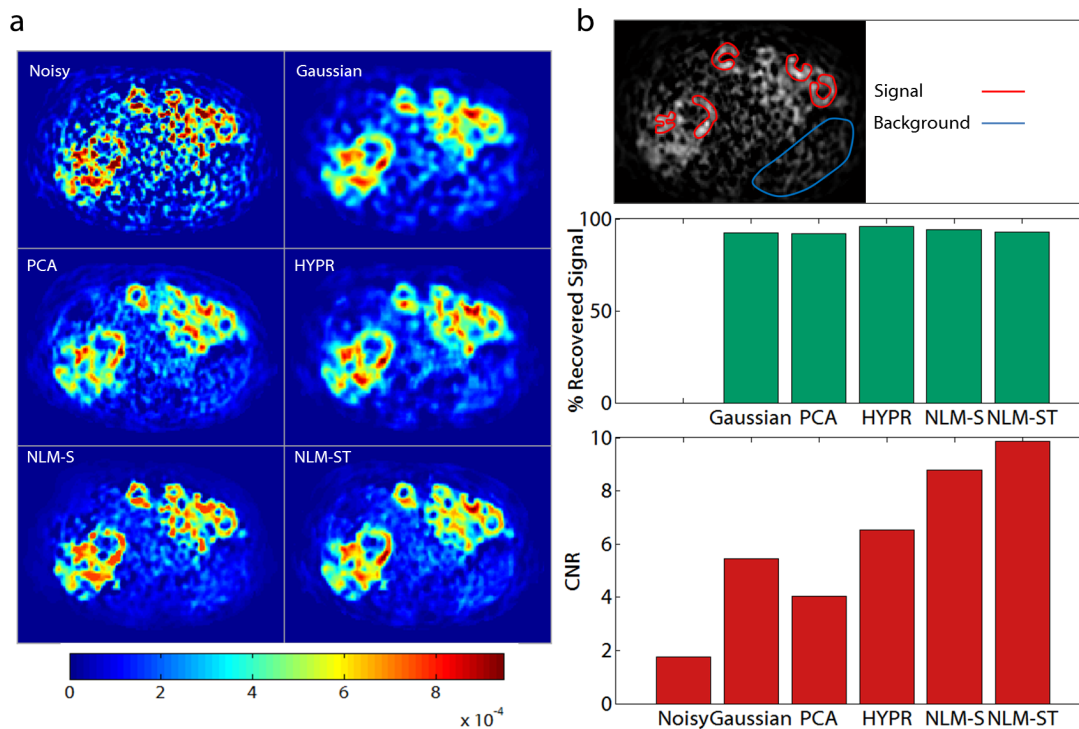 a
Noisy
Gaussian
PCA
HYPR
NLM-S
NLM-ST
0 2 4 6 8
x 10-4
b
Signal
Background
% Recovered Signal
100
50
0
Gaussian PCA HYPR NLM-S NLM-ST
CNR
10
8
6
4
2
0
Noisy Gaussian PCA HYPR NLM-S NLM-ST